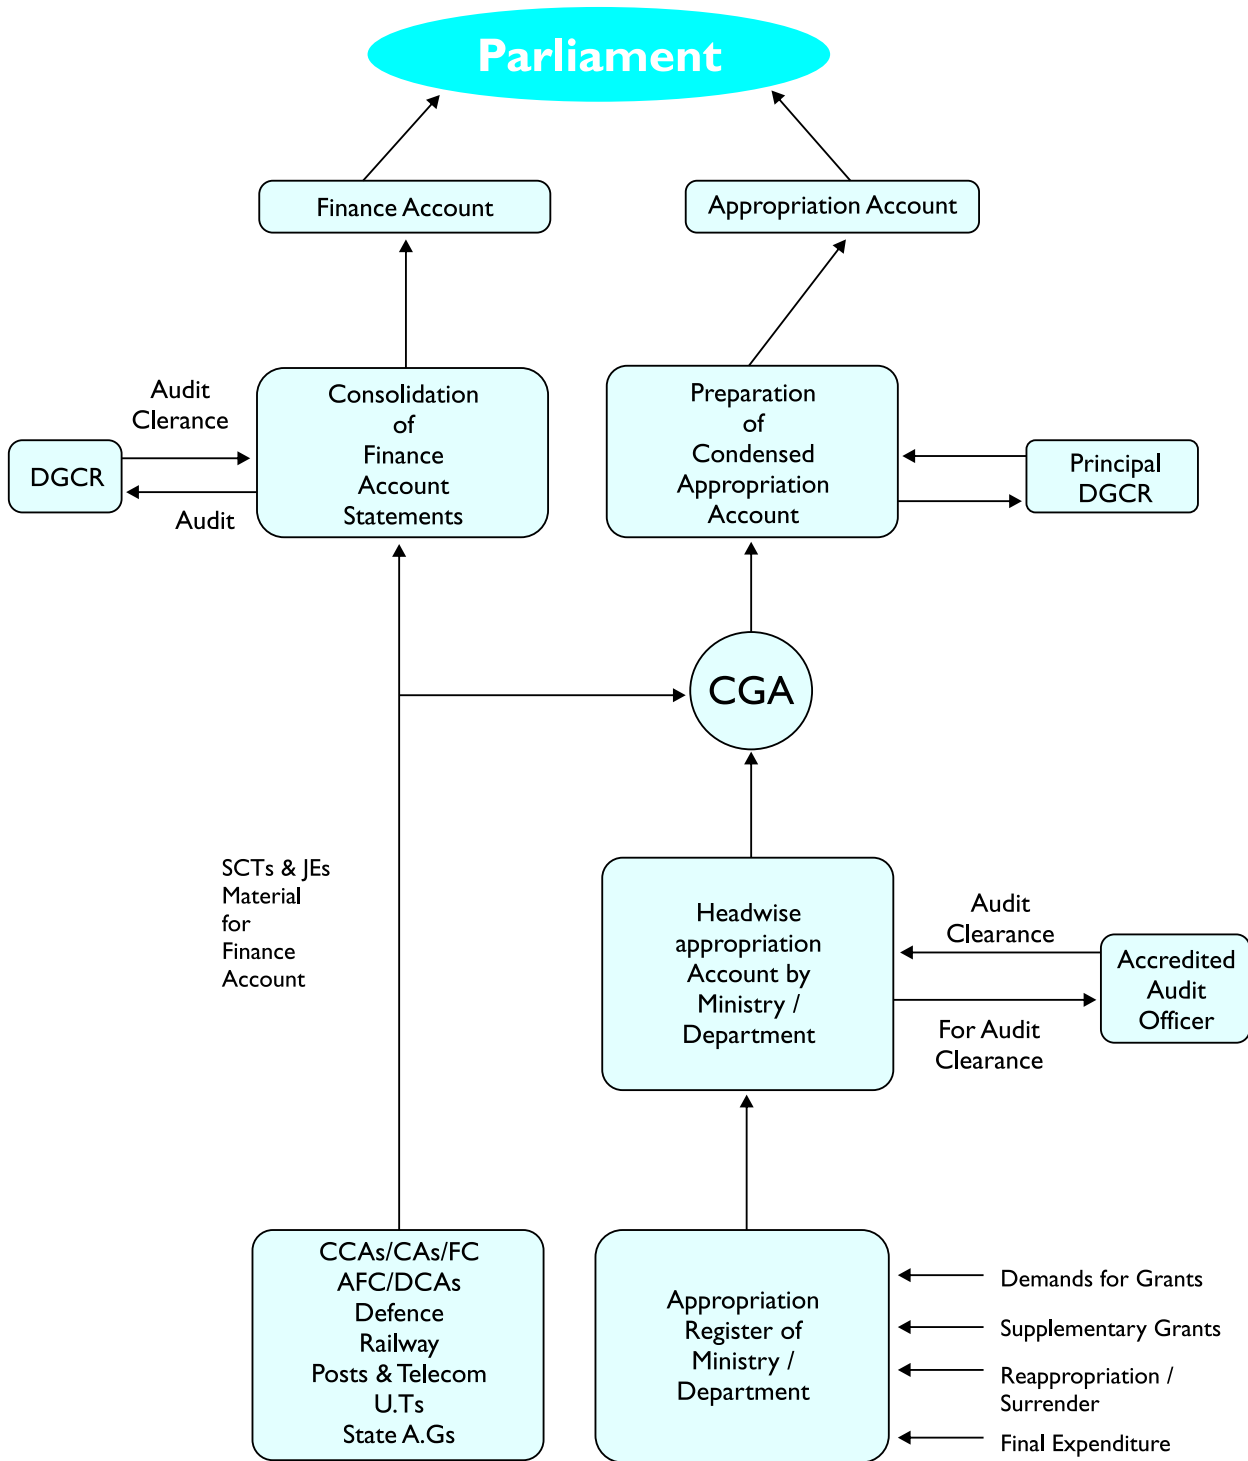 Parliament
Finance Account
Appropriation Account
Audit
Clerance
Consolidation
of
Finance
Account
Statements
DGCR
Audit
Preparation
of
Condensed
Appropriation
Account
Principal
DGCR
CGA
SCTs & JEs
Material
for
Finance
Account
Headwise
appropriation
Account by
Ministry /
Department
Audit
Clearance
For Audit
Clearance
Accredited
Audit
Officer
CCAs/CAs/FC
AFC/DCAs
Defence
Railway
Posts & Telecom
U.Ts
State A.Gs
Appropriation
Register of
Ministry /
Department
Demands for Grants
Supplementary Grants
Reappropriation /
Surrender
Final Expenditure